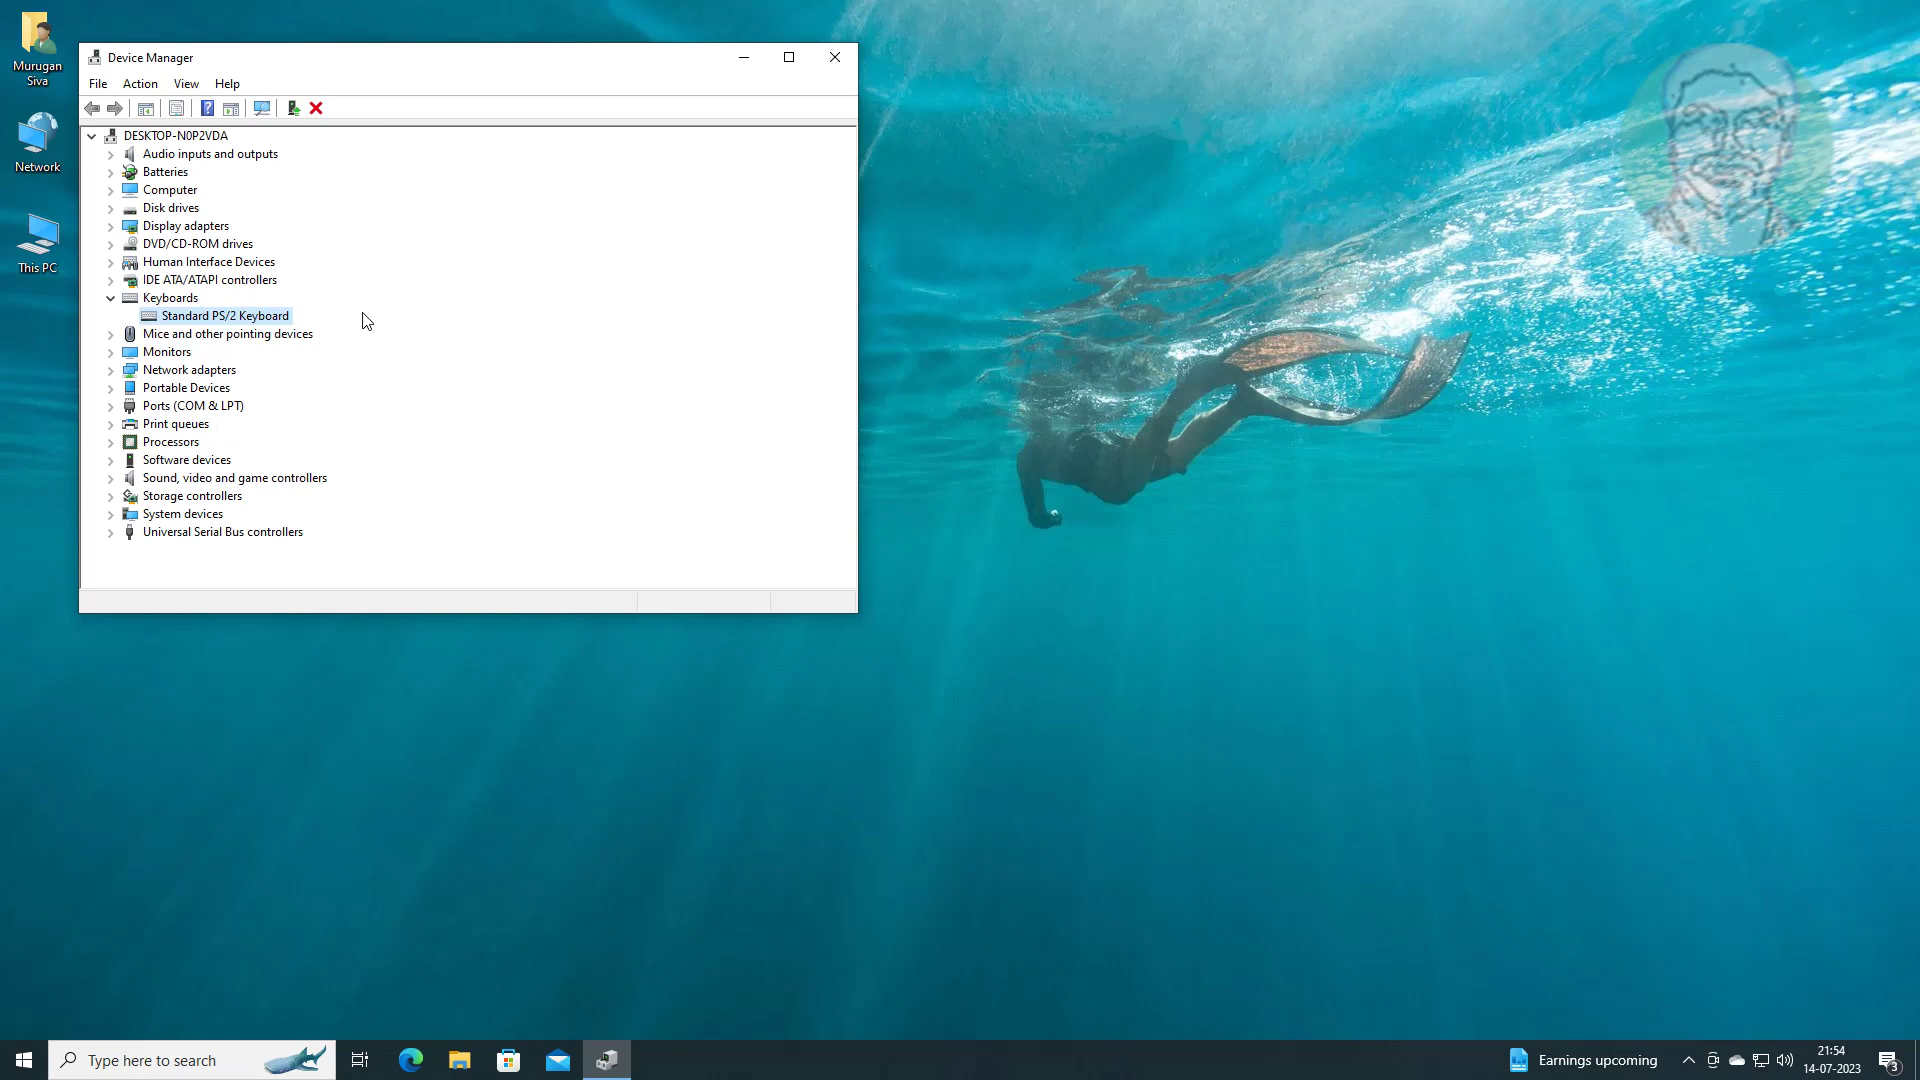 Murugan
Siva
Network
This PC
Device Manager
File Action View Help
DESKTOP-N0P2VDA
Audio inputs and outputs
Batteries
Computer
Disk drives
Display adapters
DVD/CD-ROM drives
Human Interface Devices
IDE ATA/ATAPI controllers
Keyboards
Standard PS/2 Keyboard
Mice and other pointing devices
Monitors
Network adapters
Portable Devices
Ports (COM & LPT)
Print queues
Processors
Software devices
Sound, video and game controllers
Storage controllers
System devices
Universal Serial Bus controllers
Type here to search
Earnings upcoming
21:54
14-07-2023
3